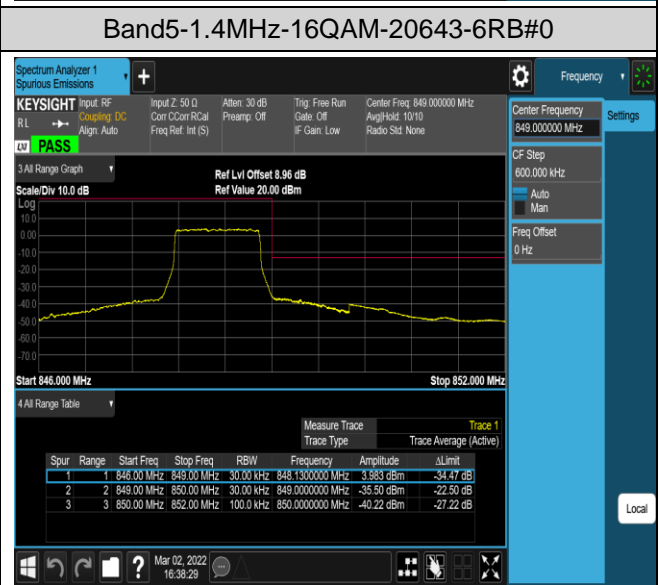 Band5-1.4MHz-16QAM-20643-6RB#0
Spectrum Analyzer 1
Spurious Emissions
+
Frequency
KEYSIGHT Input: RF Input Z: 50 Ω Atten: 30 dB Trig: Free Run Center Freq: 849.000000 MHz
RL Coupling: DC Corr CCorr RCal Preamp: Off Gate: Off Avg|Hold: 10/10
Align: Auto Freq Ref: Int (S) IF Gain: Low Radio Std: None
LXI PASS
Center Frequency
849.000000 MHz
Settings
CF Step
600.000 kHz
Auto
Man
Freq Offset
0 Hz
3 All Range Graph
Ref Lvl Offset 8.96 dB
Scale/Div 10.0 dB Ref Value 20.00 dBm
Log
10.0
0.00
-10.0
-20.0
-30.0
-40.0
-50.0
-60.0
-70.0
Start 846.000 MHz Stop 852.000 MHz
4 All Range Table
Measure Trace Trace 1
Trace Type Trace Average (Active)
Spur Range Start Freq Stop Freq RBW Frequency Amplitude ΔLimit
1 1 846.00 MHz 849.00 MHz 30.00 kHz 848.1300000 MHz 3.983 dBm -34.47 dB
2 2 849.00 MHz 850.00 MHz 30.00 kHz 849.0000000 MHz -35.50 dBm -22.50 dB
3 3 850.00 MHz 852.00 MHz 100.0 kHz 850.0000000 MHz -40.22 dBm -27.22 dB
Local
?
Mar 02, 2022
16:38:29